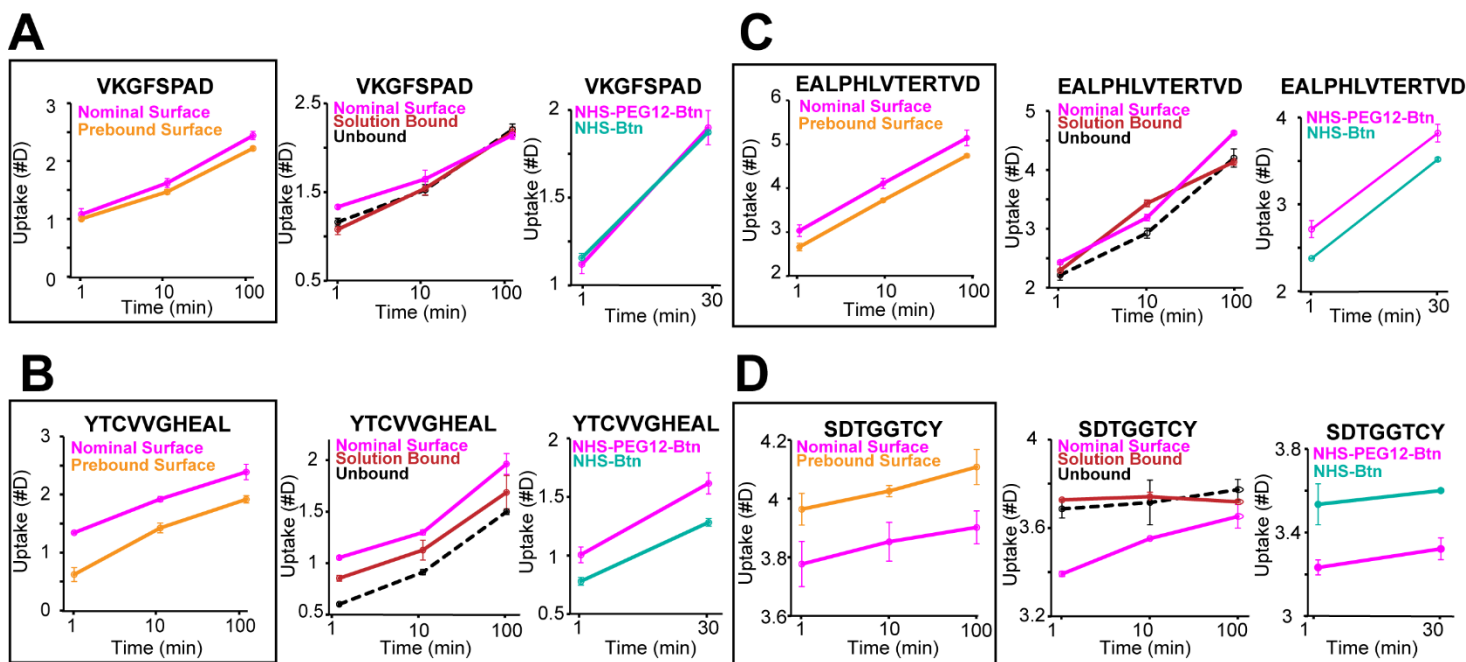 A
VKGFSPAD
Nominal Surface
Prebound Surface
Uptake (#D)
3
2
1
0
1
10
100
Time (min)
VKGFSPAD
Nominal Surface
Solution Bound
Unbound
Uptake (#D)
2.5
1.5
0.5
1
10
100
Time (min)
VKGFSPAD
NHS-PEG12-Btn
NHS-Btn
Uptake (#D)
2
1.5
1
1
30
Time (min)
B
YTCVVGHEAL
Nominal Surface
Prebound Surface
Uptake (#D)
3
2
1
0
1
10
100
Time (min)
YTCVVGHEAL
Nominal Surface
Solution Bound
Unbound
Uptake (#D)
2
1.5
1
0.5
1
10
100
Time (min)
YTCVVGHEAL
NHS-PEG12-Btn
NHS-Btn
Uptake (#D)
2
1.5
1
0.5
1
30
Time (min)
C
EALPHLVTERTVD
Nominal Surface
Prebound Surface
Uptake (#D)
6
5
4
3
2
1
10
100
Time (min)
EALPHLVTERTVD
Nominal Surface
Solution Bound
Unbound
Uptake (#D)
5
4
3
2
1
10
100
Time (min)
EALPHLVTERTVD
NHS-PEG12-Btn
NHS-Btn
Uptake (#D)
4
3
2
1
30
Time (min)
D
SDTGGTCY
Nominal Surface
Prebound Surface
Uptake (#D)
4.2
4
3.8
3.6
1
10
100
Time (min)
SDTGGTCY
Nominal Surface
Solution Bound
Unbound
Uptake (#D)
4
3.6
3.2
1
10
100
Time (min)
SDTGGTCY
NHS-PEG12-Btn
NHS-Btn
Uptake (#D)
3.8
3.4
3
1
30
Time (min)